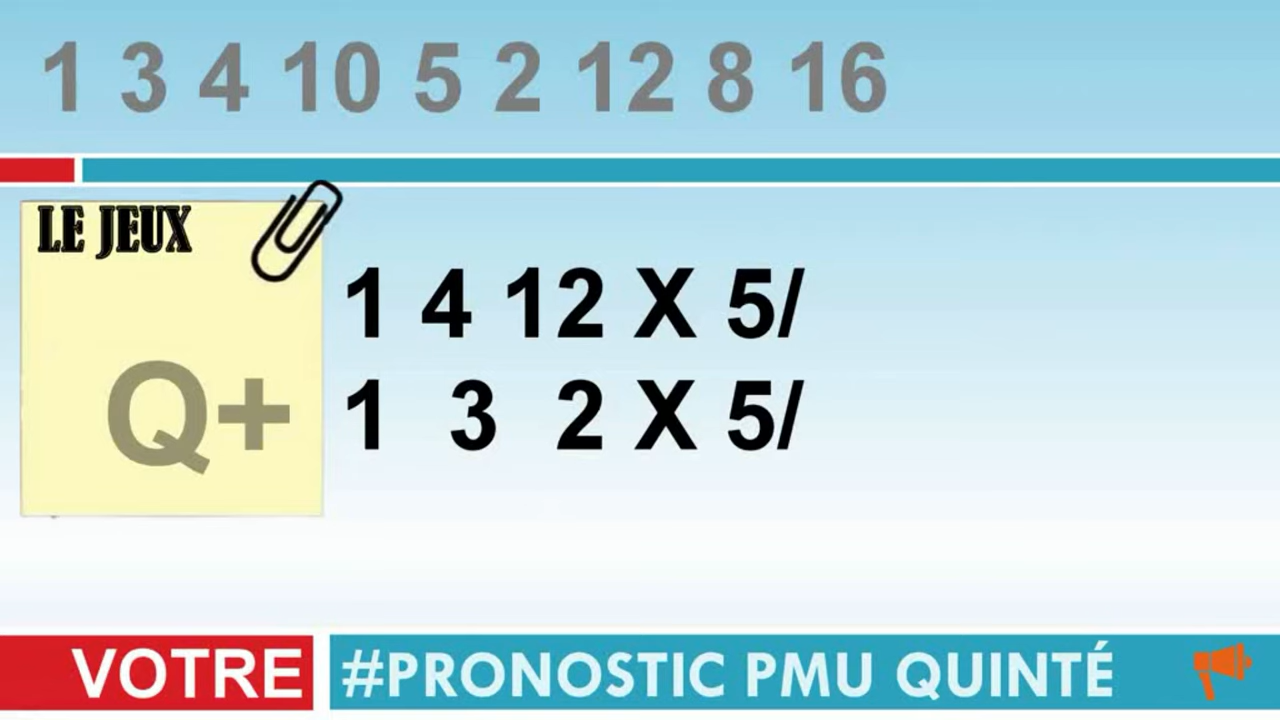 1 3 4 10 5 2 12 8 16
LE JEUX
Q+
1 4 12 X 5/
1 3 2 X 5/
VOTRE #PRONOSTIC PMU QUINTÉ